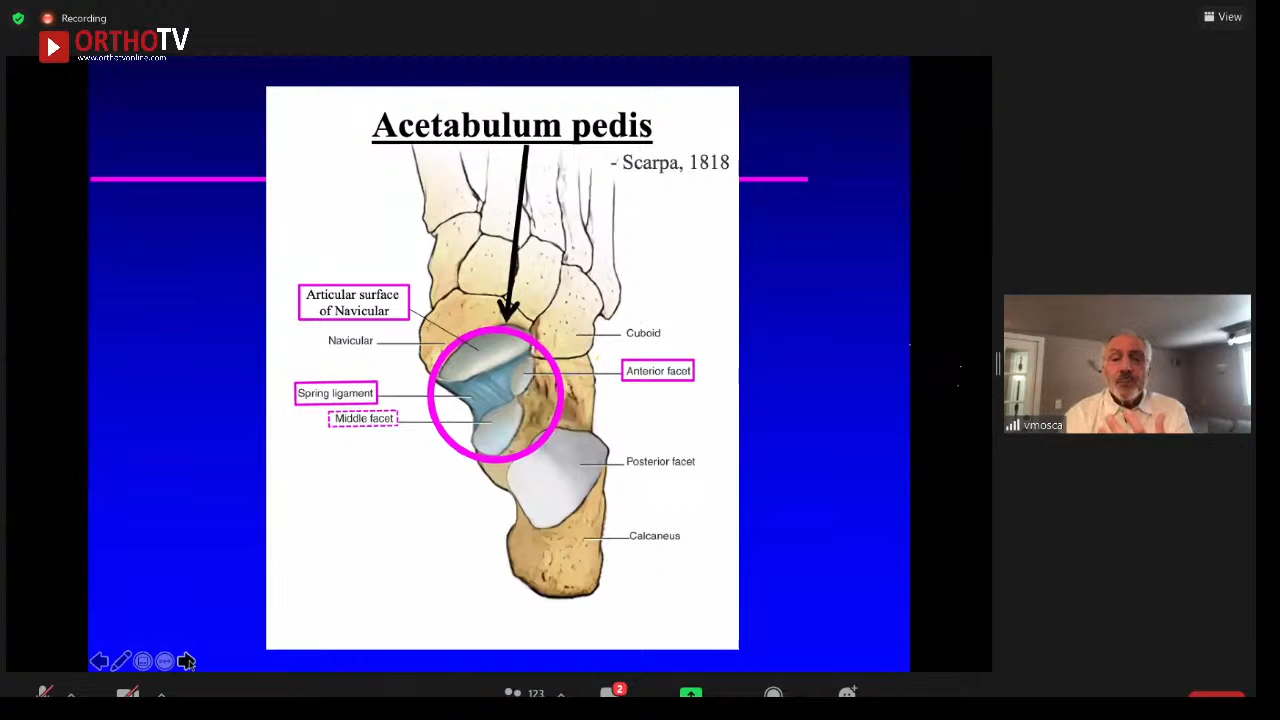 Recording
View
ORTHOTV
www.orthotvonline.com
Acetabulum pedis
- Scarpa, 1818
Articular surface
of Navicular
Navicular
Cuboid
Anterior facet
Spring ligament
Middle facet
Posterior facet
Calcaneus
vmosca
123
2